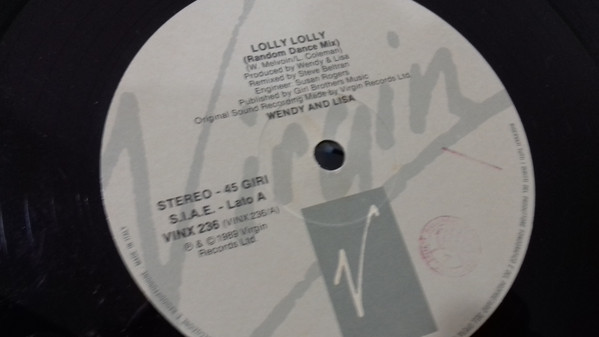 LOLLY LOLLY
(Random Dance Mix)
(W. Melvoin/L. Coleman)
Produced by Wendy & Lisa
Remixed by Steve Beltran
Engineer: Susan Rogers
Published by Girl Brothers Music
Original Sound Recording Made by Virgin Records Ltd.
WENDY AND LISA
Virgin
STEREO - 45 GIRI
S.I.A.E. - Lato A
VINX 236 (VINX 236/A)
℗ & © 1989 Virgin
Records Ltd
V